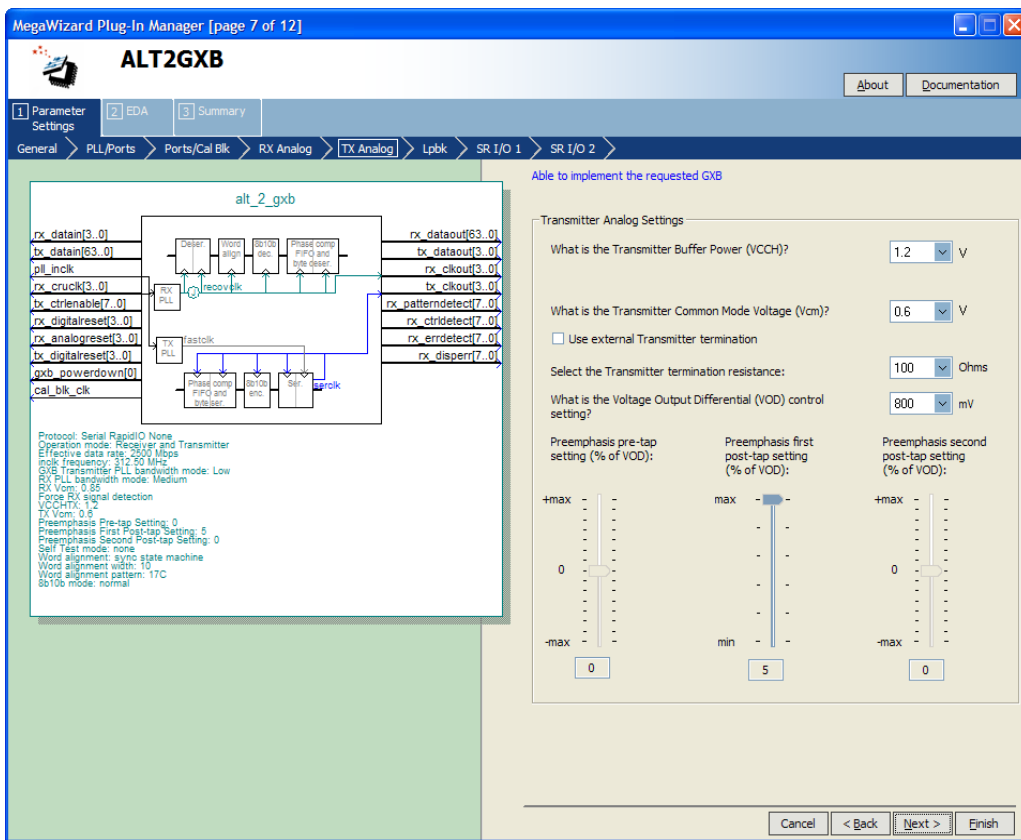 MegaWizard Plug-In Manager [page 7 of 12]
ALT2GXB
About
Documentation
1 Parameter Settings
2 EDA
3 Summary
General
PLL/Ports
Ports/Cal Blk
RX Analog
TX Analog
Lpbk
SR I/O 1
SR I/O 2
alt_2_gxb
rx_datain[3..0]
tx_datain[63..0]
pll_inclk
rx_cruclk[3..0]
tx_ctrlenable[7..0]
rx_digitalreset[3..0]
rx_analogreset[3..0]
tx_digitalreset[3..0]
gxb_powerdown[0]
cal_blk_clk
Deser.
Word align
8b10b dec.
Phase comp FIFO and byte deser.
RX PLL
recovclk
TX PLL
fastclk
Phase comp FIFO and byte ser.
8b10b enc.
Ser.
serclk
rx_dataout[63..0]
tx_dataout[3..0]
rx_clkout[3..0]
tx_clkout[3..0]
rx_patterndetect[7..0]
rx_ctrldetect[7..0]
rx_errdetect[7..0]
rx_disperr[7..0]
Protocol: Serial RapidIO None
Operation mode: Receiver and Transmitter
Effective data rate: 2500 Mbps
inclk frequency: 312.50 MHz
GXB Transmitter PLL bandwidth mode: Low
RX PLL bandwidth mode: Medium
RX Vcm: 0.85
Force RX signal detection
VCCHTX: 1.2
TX Vcm: 0.6
Preemphasis Pre-tap Setting: 0
Preemphasis First Post-tap Setting: 5
Preemphasis Second Post-tap Setting: 0
Self Test mode: none
Word alignment: sync state machine
Word alignment width: 10
Word alignment pattern: 17C
8b10b mode: normal
Able to implement the requested GXB
Transmitter Analog Settings
What is the Transmitter Buffer Power (VCCH)?
1.2
V
What is the Transmitter Common Mode Voltage (Vcm)?
0.6
V
Use external Transmitter termination
Select the Transmitter termination resistance:
100
Ohms
What is the Voltage Output Differential (VOD) control
setting?
800
mV
Preemphasis pre-tap
setting (% of VOD):
+max
0
-max
0
Preemphasis first
post-tap setting
(% of VOD):
max
min
5
Preemphasis second
post-tap setting
(% of VOD):
+max
0
-max
0
Cancel
< Back
Next >
Finish